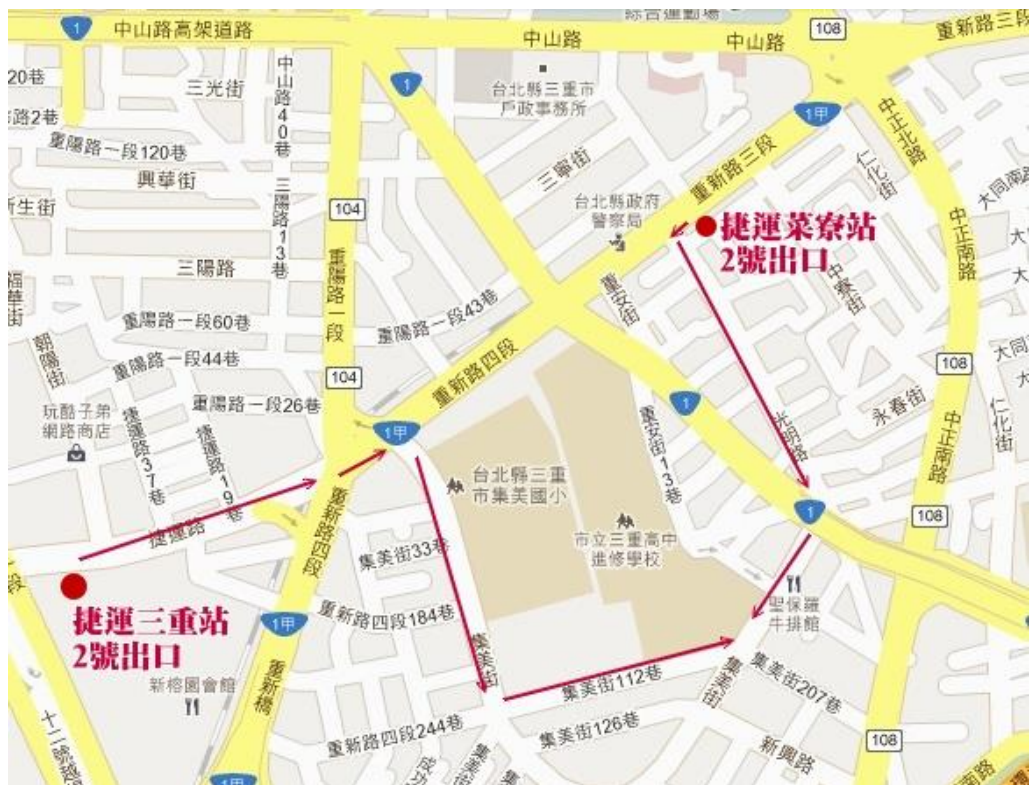 1
中山路高架道路
綜合運動場
中山路
中山路
108
重新路三段
三光街
中山路40巷
1
台北縣三重市
戶政事務所
1甲
中正北路
20巷
路2巷
重陽路一段120巷
興華街
三寧街
重新路三段
仁化街
大同南路
104
三陽路13巷
台北縣政府
警察局
捷運菜寮站
2號出口
中正南路
三陽路
重陽路一段
重安街
中寮街
福華街
朝陽街
重陽路一段60巷
重陽路一段43巷
重陽路一段44巷
104
重新路四段
1
108
永春街
仁化街
玩酷子弟
網路商店
捷運路37巷
捷運路19巷
重陽路一段26巷
1甲
重安街13巷
光明路
中正南路
台北縣三重
市集美國小
1
108
捷運路
重新路四段
集美街33巷
市立三重高中
進修學校
捷運三重站
2號出口
1甲
重新路四段184巷
聖保羅
牛排館
新榕園會館
重新橋
集美街
集美街112巷
集美街
集美街207巷
重新路四段244巷
集美街126巷
新興路
108
1甲